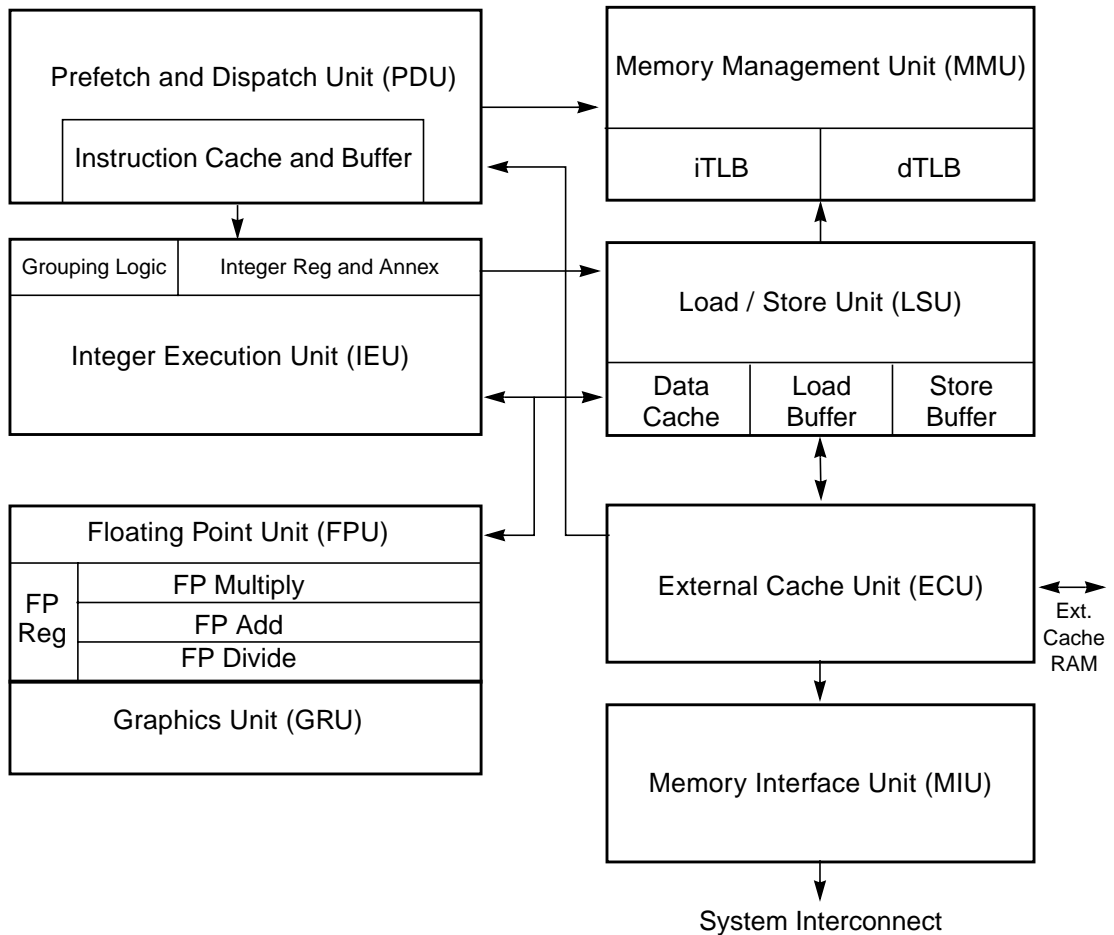 Prefetch and Dispatch Unit (PDU)
Instruction Cache and Buffer
Memory Management Unit (MMU)
iTLB
dTLB
Grouping Logic
Integer Reg and Annex
Integer Execution Unit (IEU)
Load / Store Unit (LSU)
Data
Cache
Load
Buffer
Store
Buffer
Floating Point Unit (FPU)
FP
Reg
FP Multiply
FP Add
FP Divide
Graphics Unit (GRU)
External Cache Unit (ECU)
Ext.
Cache
RAM
Memory Interface Unit (MIU)
System Interconnect